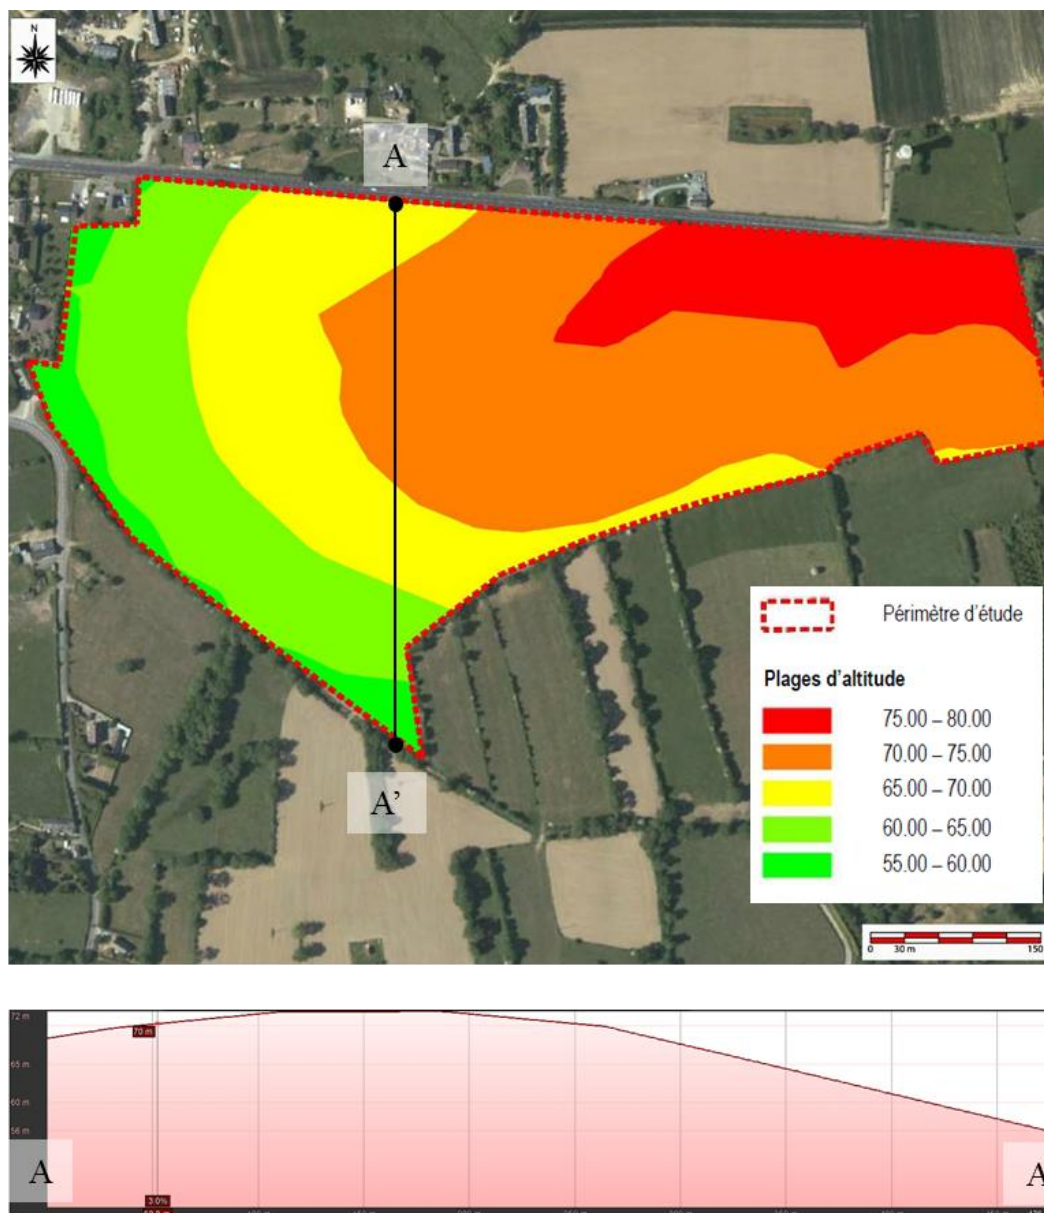 N
A
A’
Périmètre d’étude
Plages d’altitude
75.00 – 80.00
70.00 – 75.00
65.00 – 70.00
60.00 – 65.00
55.00 – 60.00
0 30 m 150
72 m
70 m
65 m
60 m
56 m
A
A
3.0%